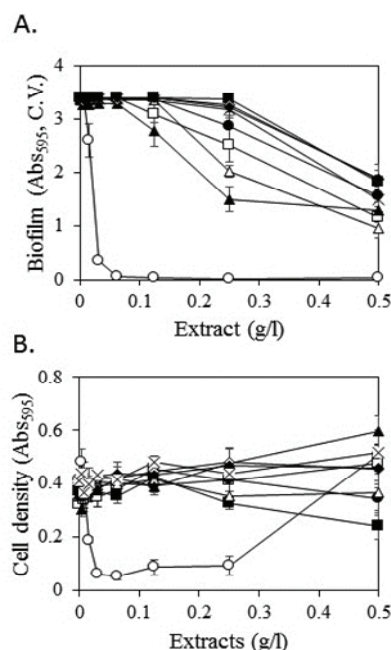 A.
Biofilm (Abs595, C.V.)
4
3
2
1
0
0 0.1 0.2 0.3 0.4 0.5
Extract (g/l)
B.
Cell density (Abs595)
0.8
0.6
0.4
0.2
0
0 0.1 0.2 0.3 0.4 0.5
Extracts (g/l)